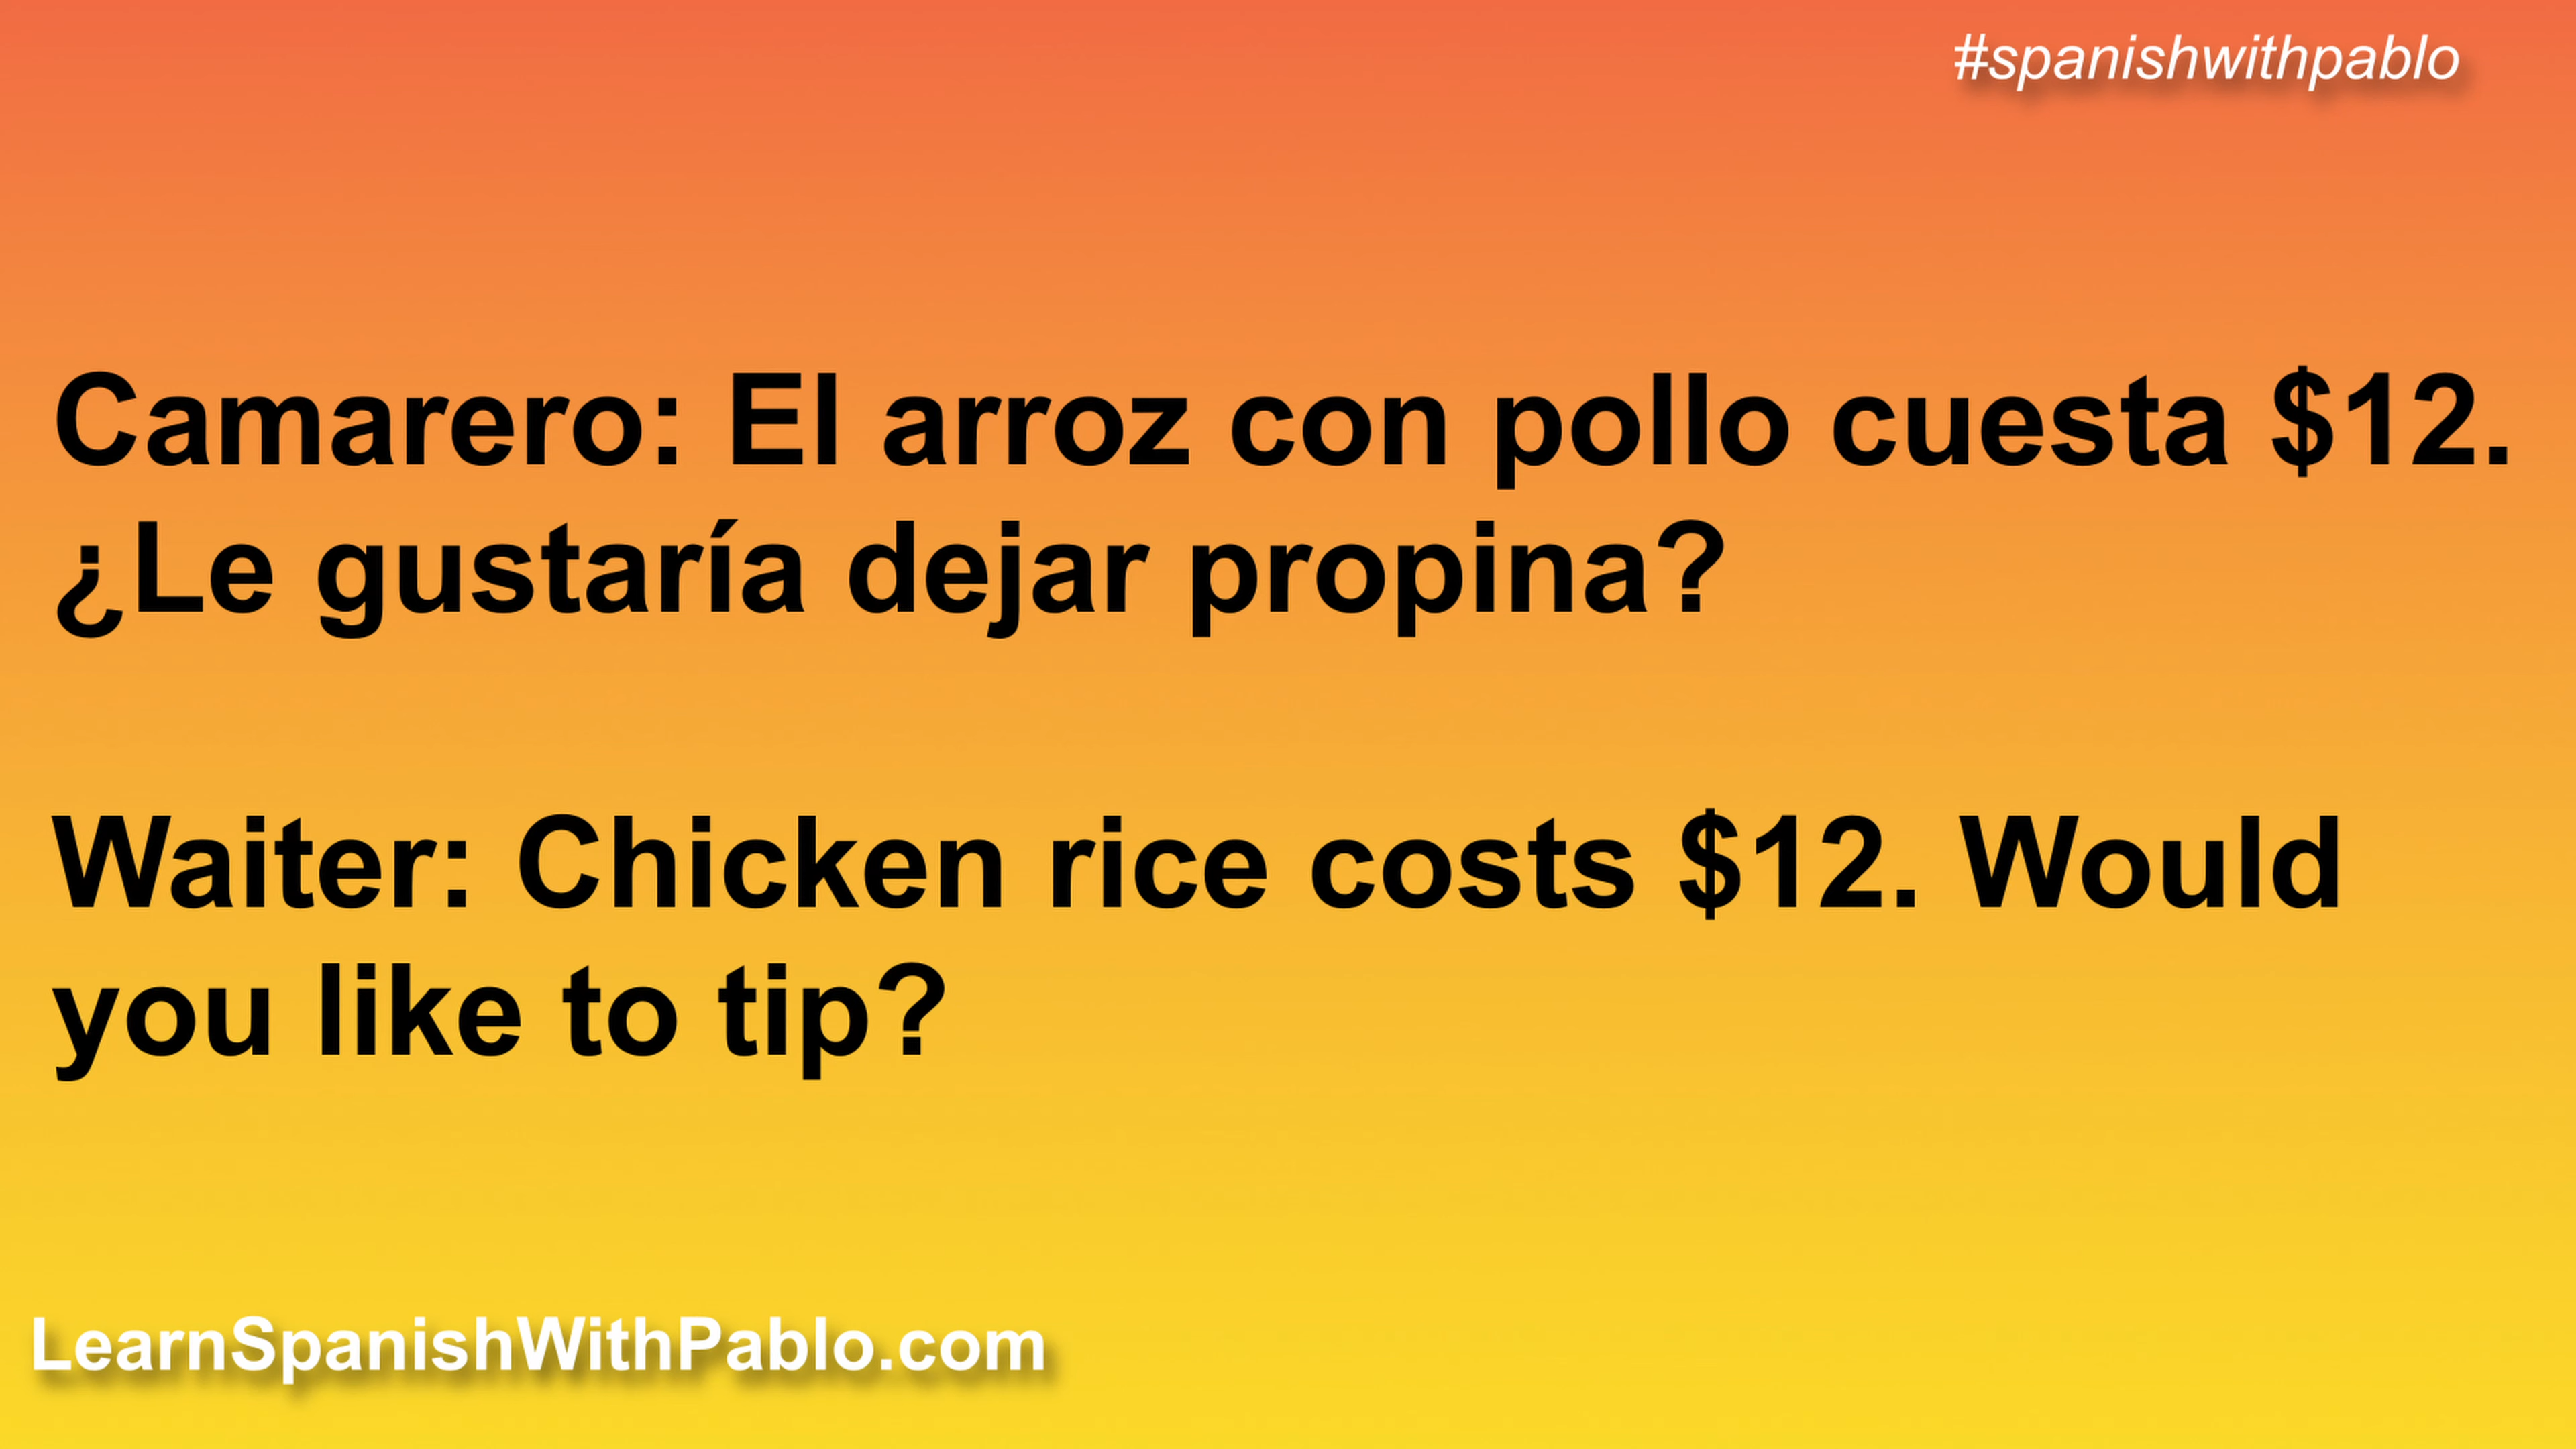 #spanishwithpablo
Camarero: El arroz con pollo cuesta $12.
¿Le gustaría dejar propina?
Waiter: Chicken rice costs $12. Would
you like to tip?
LearnSpanishWithPablo.com